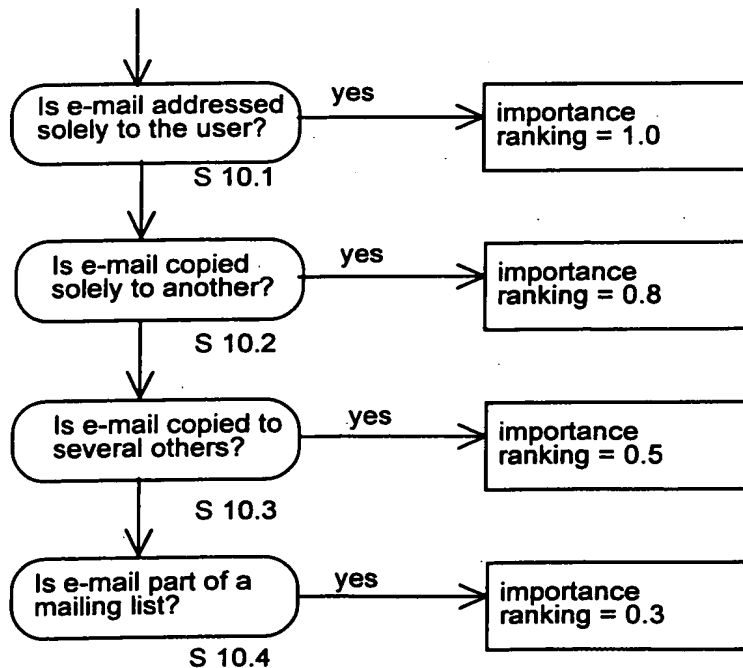 Is e-mail addressed
solely to the user?
yes
importance
ranking = 1.0
S 10.1
Is e-mail copied
solely to another?
yes
importance
ranking = 0.8
S 10.2
Is e-mail copied to
several others?
yes
importance
ranking = 0.5
S 10.3
Is e-mail part of a
mailing list?
yes
importance
ranking = 0.3
S 10.4